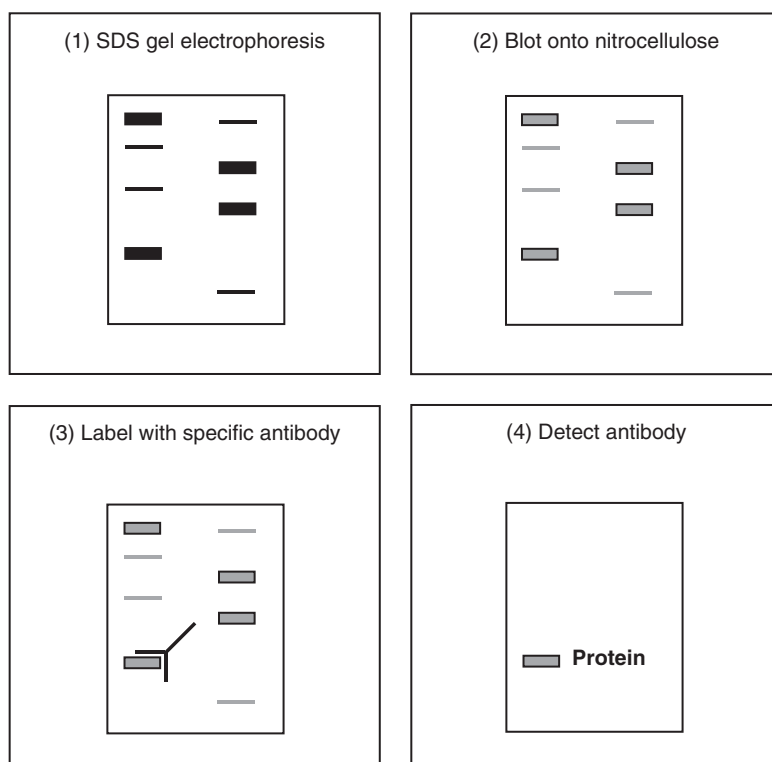 (1) SDS gel electrophoresis
(2) Blot onto nitrocellulose
(3) Label with specific antibody
(4) Detect antibody
Protein